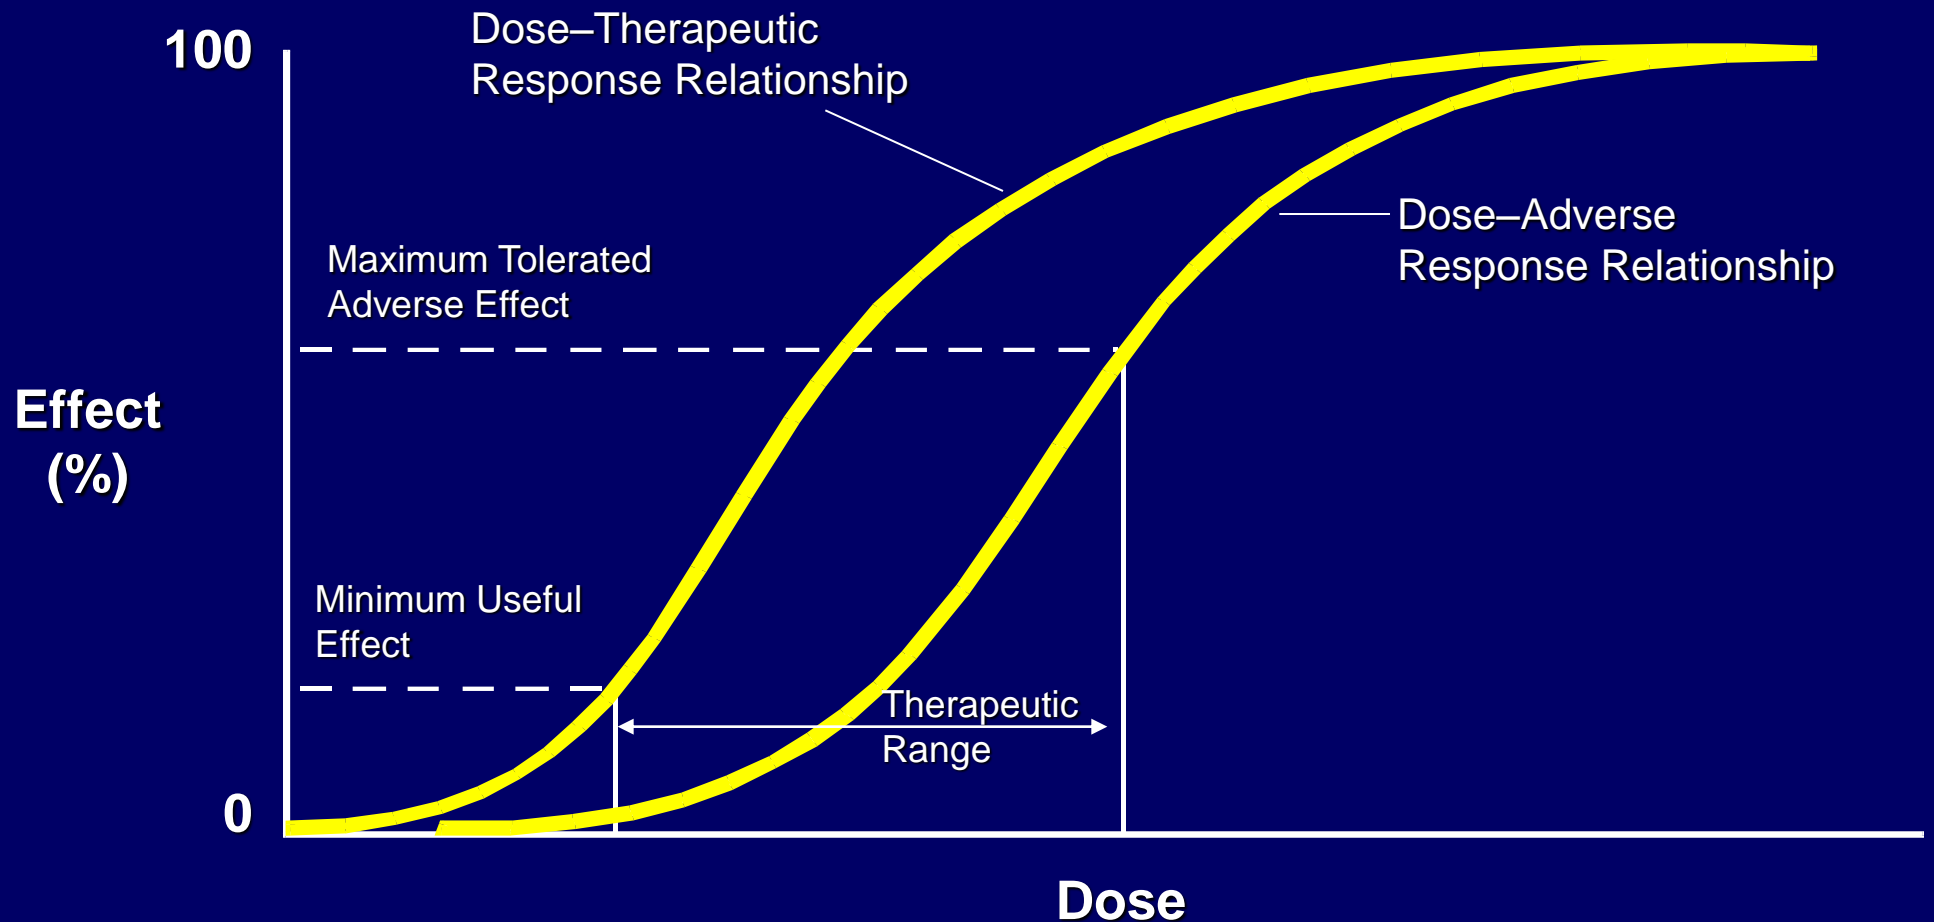 100
Dose–Therapeutic
Response Relationship
Dose–Adverse
Response Relationship
Maximum Tolerated
Adverse Effect
Effect
(%)
Minimum Useful
Effect
Therapeutic
Range
0
Dose